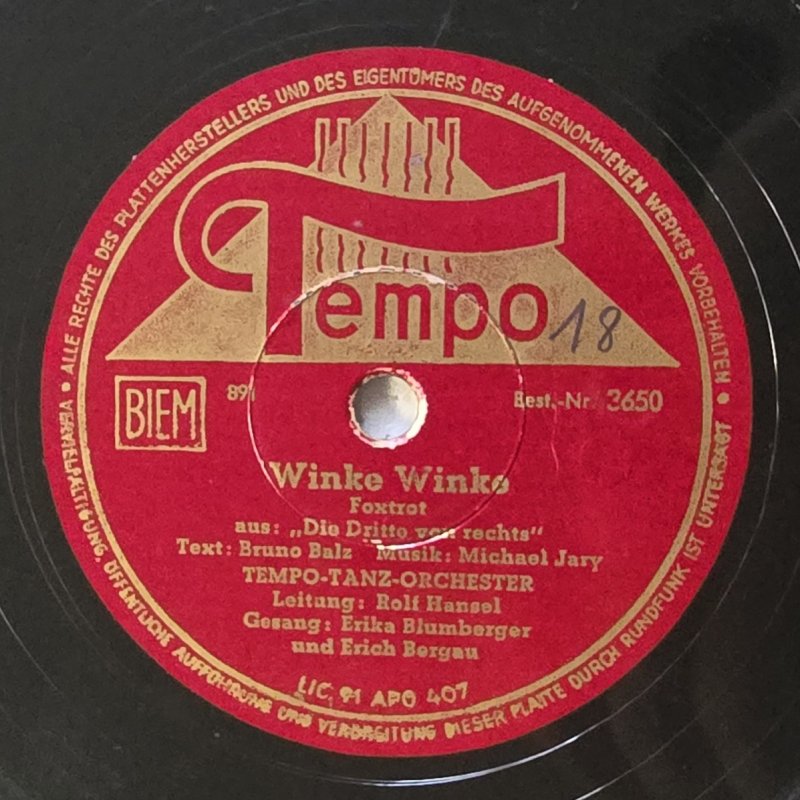 ALLE RECHTE DES PLATTENHERSTELLERS UND DES EIGENTÜMERS DES AUFGENOMMENEN WERKES VORBEHALTEN •
Tempo
18
BIEM
Best.-Nr. 3650
Winke Winke
Foxtrot
aus: „Die Dritte von rechts“
Text: Bruno Balz Musik: Michael Jary
TEMPO-TANZ-ORCHESTER
Leitung: Rolf Hansel
Gesang: Erika Blumberger
und Erich Bergau
LIC. 91 APO 407
VERVIELFÄLTIGUNG, ÖFFENTLICHE AUFFÜHRUNG UND VERBREITUNG DIESER PLATTE DURCH RUNDFUNK IST UNTERSAGT •